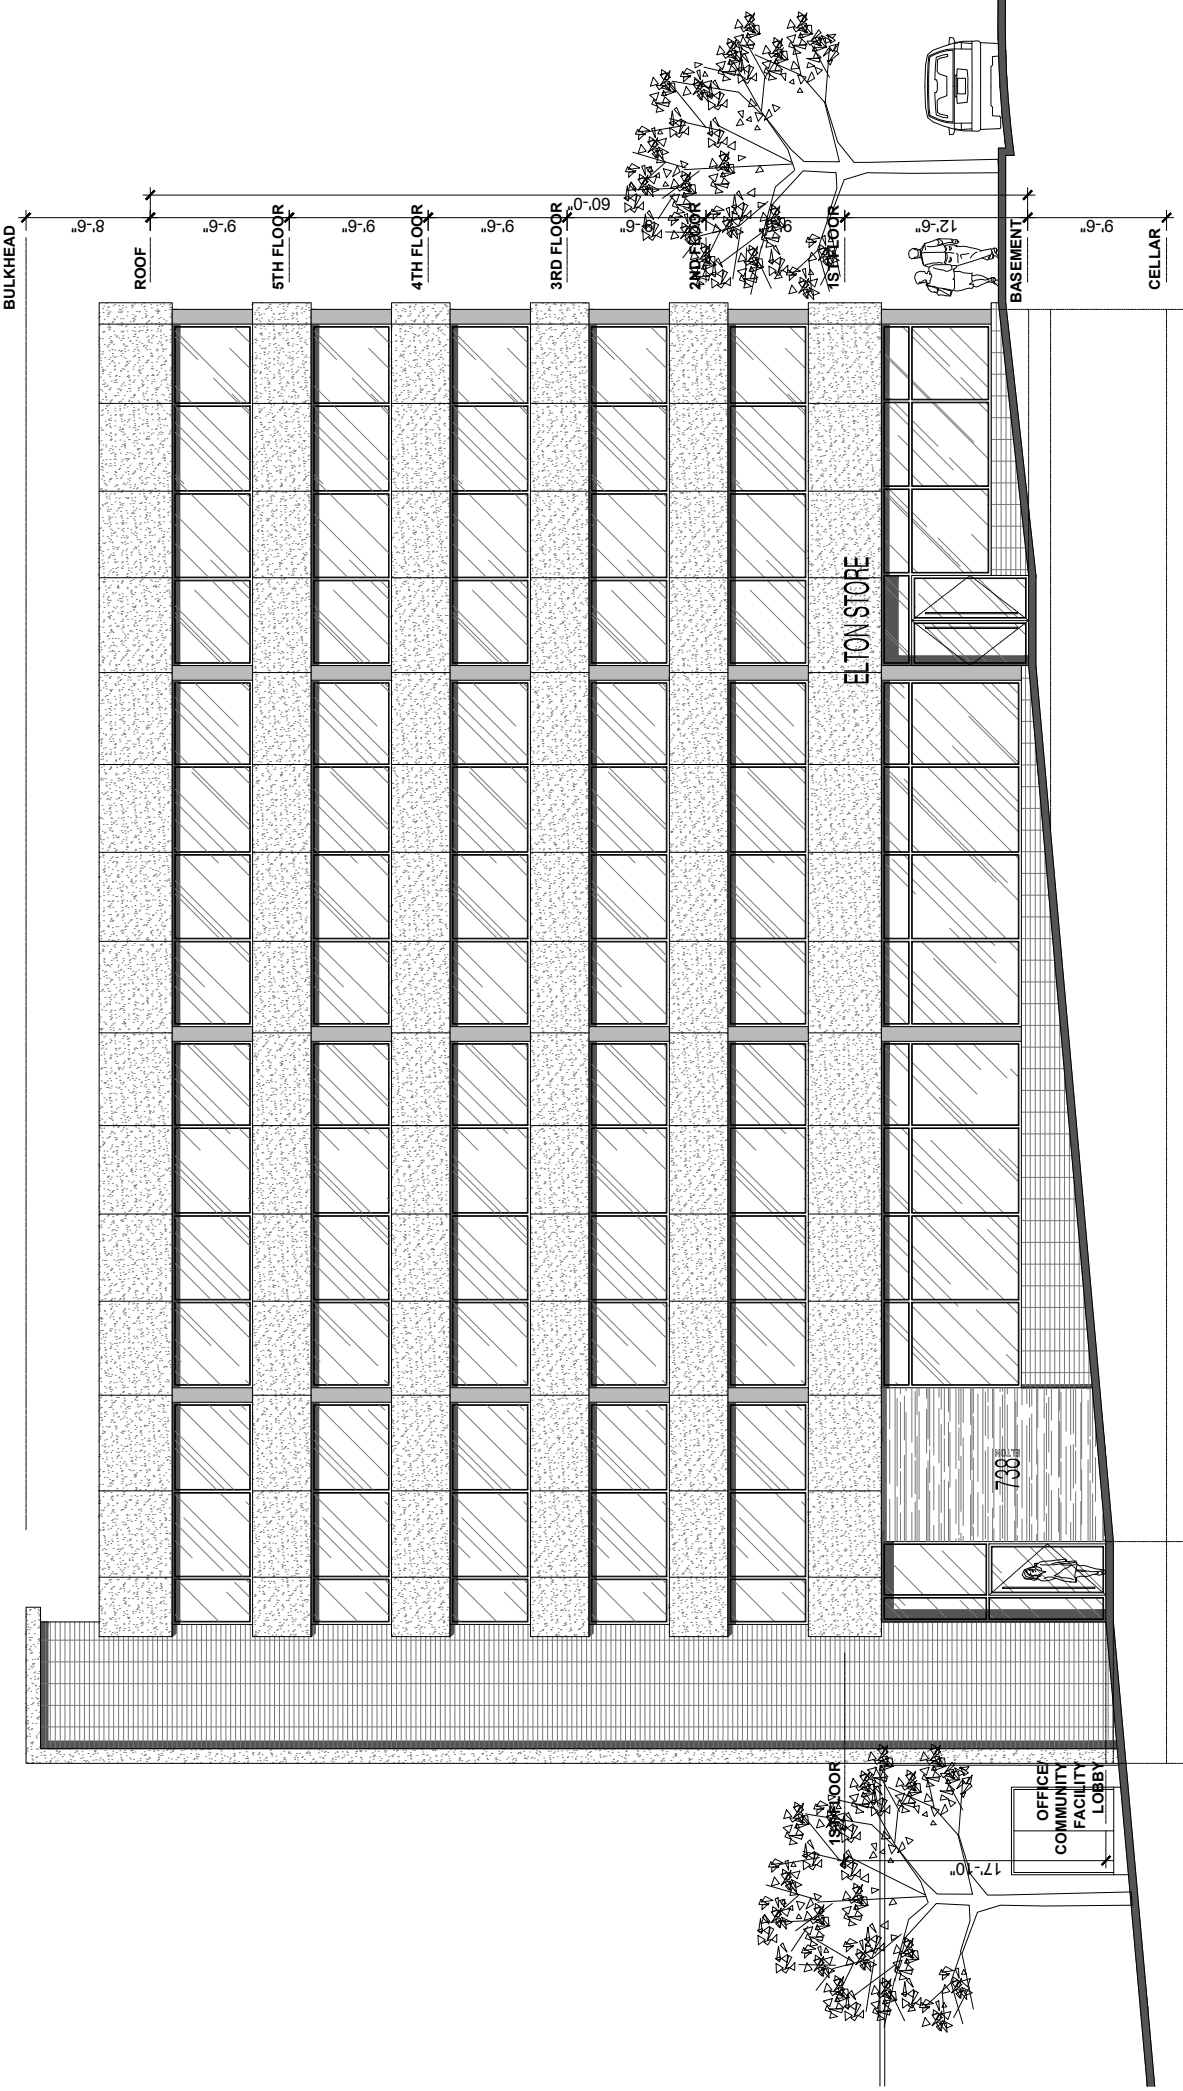 BULKHEAD
8'-6"
ROOF
9'-6"
5TH FLOOR
9'-6"
4TH FLOOR
9'-6"
3RD FLOOR
60'-0"
9'-6"
2ND FLOOR
1ST FLOOR
12'-6"
BASEMENT
9'-6"
CELLAR
ELTON STORE
738
ELTON
1ST FLOOR
17'-10"
OFFICE/
COMMUNITY
FACILITY
LOBBY